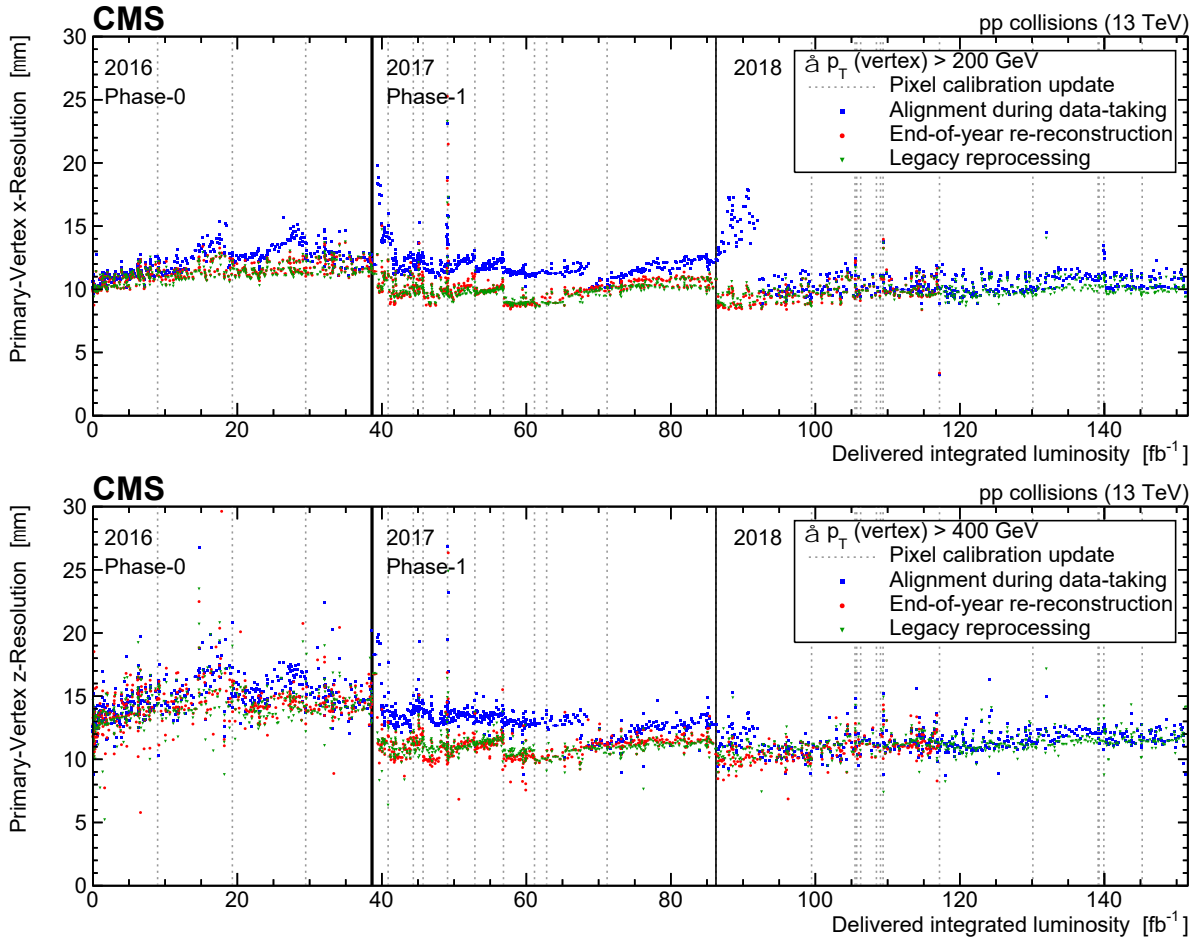 CMS
pp collisions (13 TeV)
Primary-Vertex x-Resolution [mm]
30
25
20
15
10
5
0
2016
Phase-0
2017
Phase-1
2018
å p_T (vertex) > 200 GeV
Pixel calibration update
Alignment during data-taking
End-of-year re-reconstruction
Legacy reprocessing
0 20 40 60 80 100 120 140
Delivered integrated luminosity [fb⁻¹]
CMS
pp collisions (13 TeV)
Primary-Vertex z-Resolution [mm]
30
25
20
15
10
5
0
2016
Phase-0
2017
Phase-1
2018
å p_T (vertex) > 400 GeV
Pixel calibration update
Alignment during data-taking
End-of-year re-reconstruction
Legacy reprocessing
0 20 40 60 80 100 120 140
Delivered integrated luminosity [fb⁻¹]